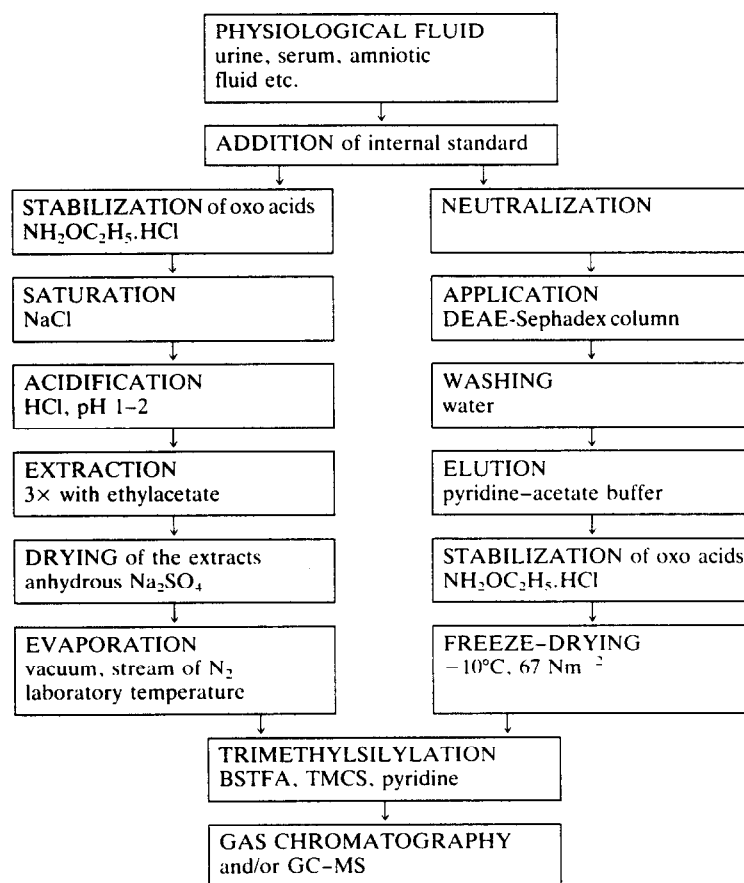 PHYSIOLOGICAL FLUID
urine, serum, amniotic
fluid etc.
ADDITION of internal standard
STABILIZATION of oxo acids
NH₂OC₂H₅.HCl
SATURATION
NaCl
ACIDIFICATION
HCl, pH 1–2
EXTRACTION
3× with ethylacetate
DRYING of the extracts
anhydrous Na₂SO₄
EVAPORATION
vacuum, stream of N₂
laboratory temperature
NEUTRALIZATION
APPLICATION
DEAE-Sephadex column
WASHING
water
ELUTION
pyridine–acetate buffer
STABILIZATION of oxo acids
NH₂OC₂H₅.HCl
FREEZE–DRYING
−10°C, 67 Nm⁻²
TRIMETHYLSILYLATION
BSTFA, TMCS, pyridine
GAS CHROMATOGRAPHY
and/or GC–MS